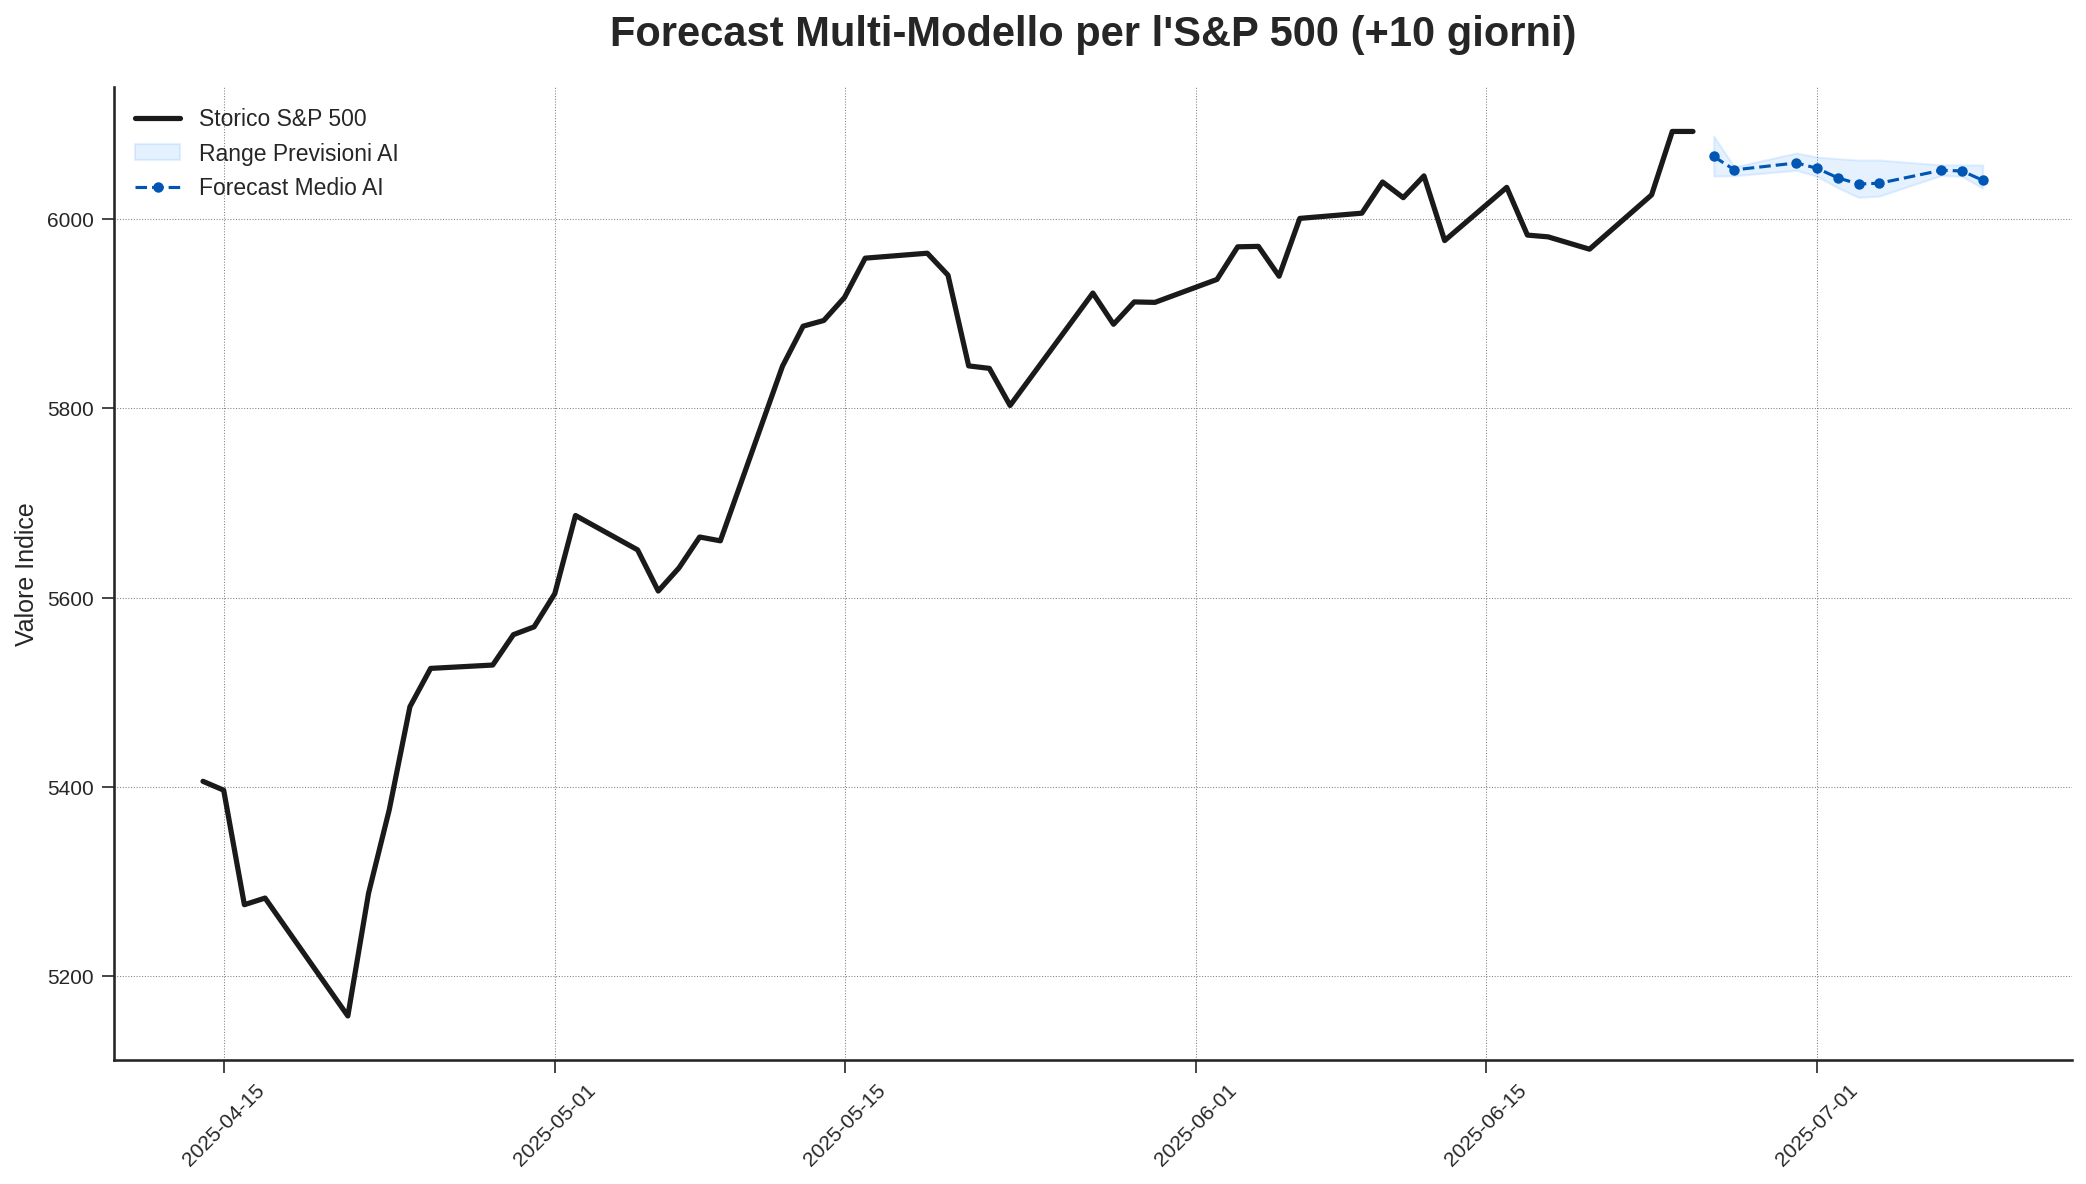 Forecast Multi-Modello per l'S&P 500 (+10 giorni)
Storico S&P 500
Range Previsioni AI
Forecast Medio AI
Valore Indice
6000
5800
5600
5400
5200
2025-04-15
2025-05-01
2025-05-15
2025-06-01
2025-06-15
2025-07-01